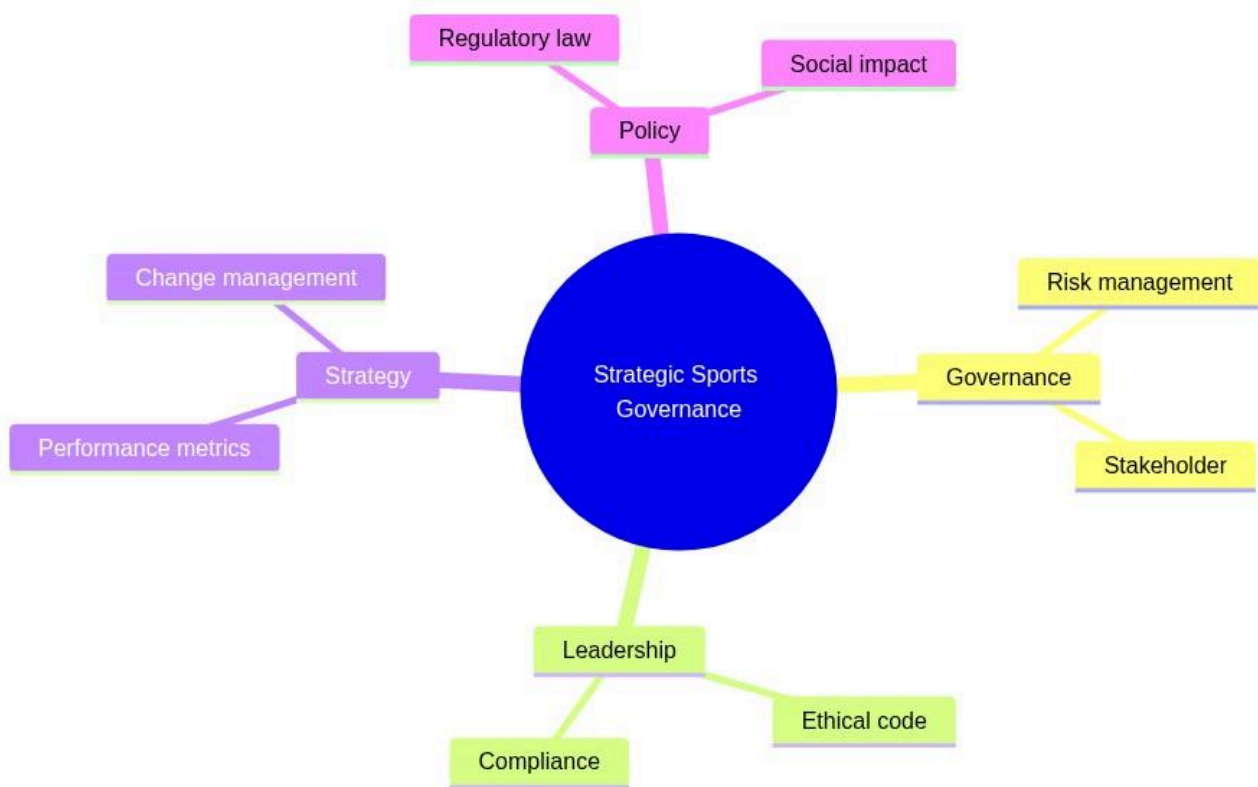 Regulatory law
Social impact
Policy
Change management
Risk management
Strategy
Strategic Sports
Governance
Governance
Performance metrics
Stakeholder
Leadership
Ethical code
Compliance